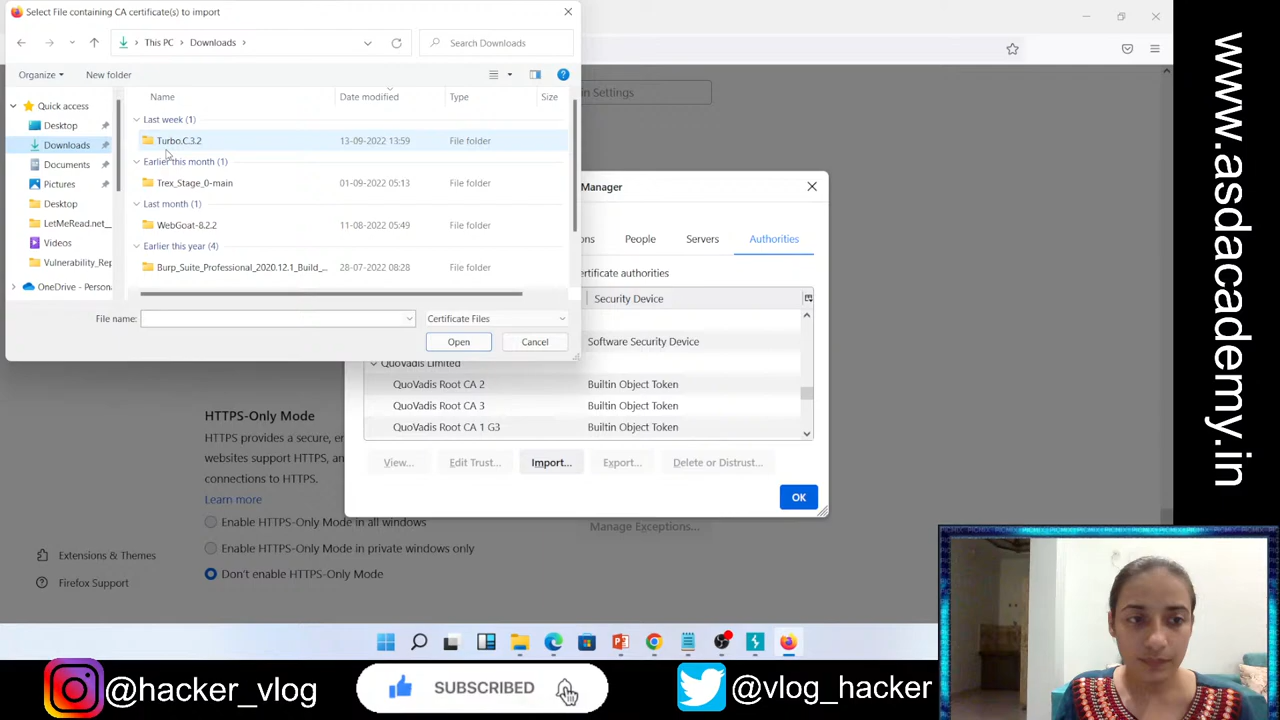 Select File containing CA certificate(s) to import
This PC > Downloads >
Search Downloads
Organize
New folder
Name
Date modified
Type
Size
Quick access
Desktop
Downloads
Documents
Pictures
Desktop
LetMeRead.net_
Videos
Vulnerability_Rep
OneDrive - Persona
Last week (1)
Turbo.C.3.2 13-09-2022 13:59 File folder
Earlier this month (1)
Trex_Stage_0-main 01-09-2022 05:13 File folder
Last month (1)
WebGoat-8.2.2 11-08-2022 05:49 File folder
Earlier this year (4)
Burp_Suite_Professional_2020.12.1_Build_... 28-07-2022 08:28 File folder
File name:
Certificate Files
Open
Cancel
in Settings
Manager
ons
People
Servers
Authorities
ertificate authorities
Security Device
Software Security Device
QuoVadis Limited
QuoVadis Root CA 2 Builtin Object Token
QuoVadis Root CA 3 Builtin Object Token
QuoVadis Root CA 1 G3 Builtin Object Token
View...
Edit Trust...
Import...
Export...
Delete or Distrust...
OK
HTTPS-Only Mode
HTTPS provides a secure, en
websites support HTTPS, an
connections to HTTPS.
Learn more
Manage Exceptions...
Enable HTTPS-Only Mode in all windows
Enable HTTPS-Only Mode in private windows only
Don't enable HTTPS-Only Mode
Extensions & Themes
Firefox Support
www.asdacademy.in
@hacker_vlog
SUBSCRIBED
@vlog_hacker